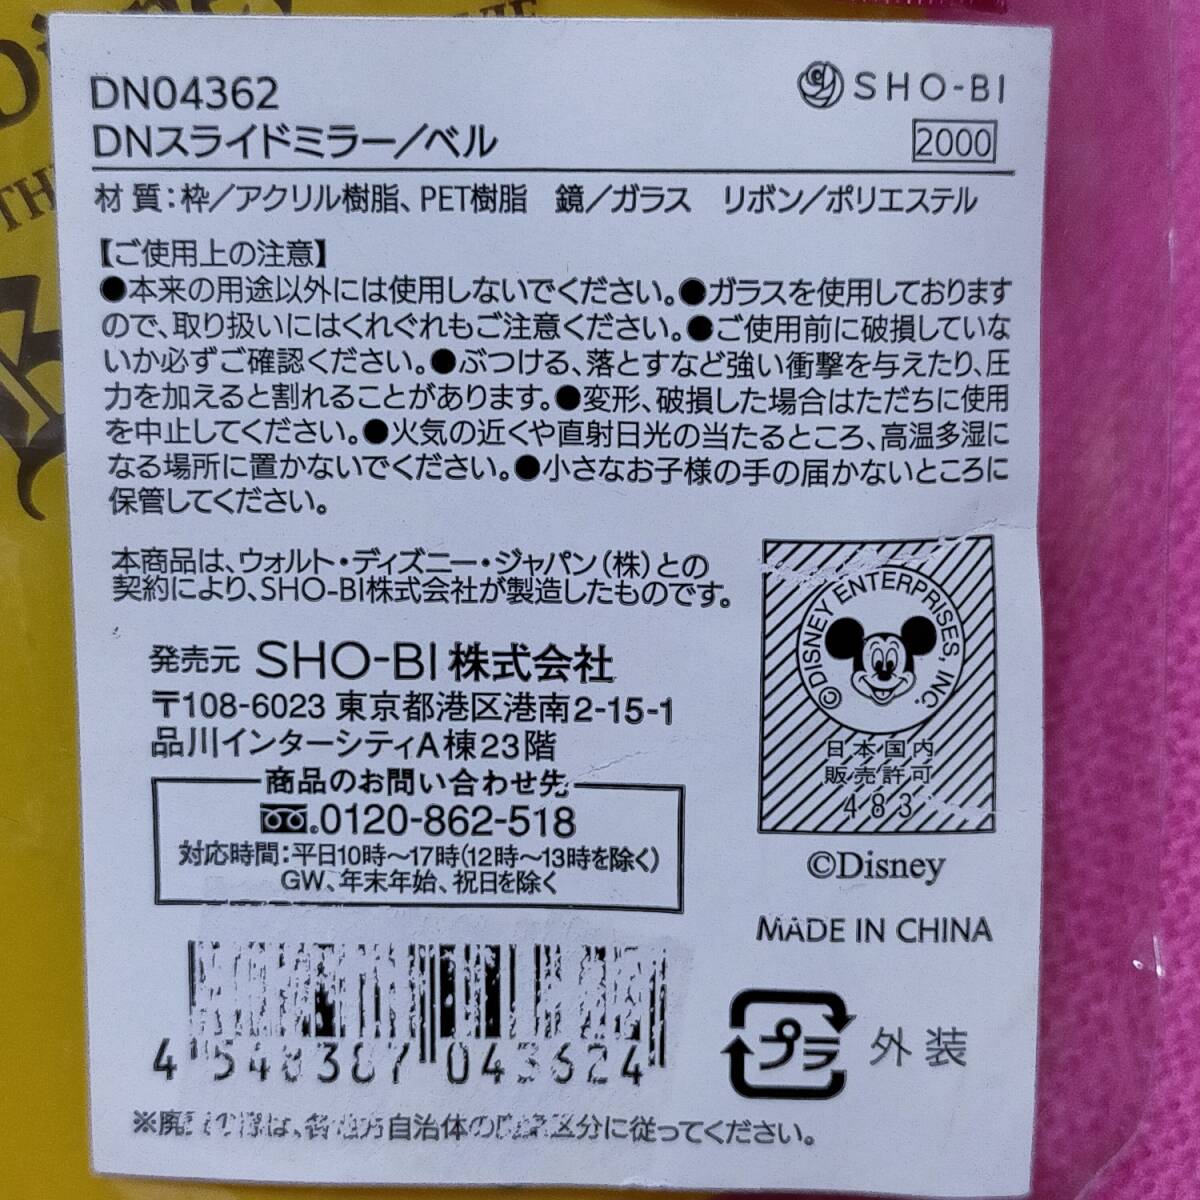 DN04362
SHO-BI
DNスライドミラー／ベル
2000
材質：枠／アクリル樹脂、PET樹脂　鏡／ガラス　リボン／ポリエステル
【ご使用上の注意】
●本来の用途以外には使用しないでください。●ガラスを使用しております
ので、取り扱いにはくれぐれもご注意ください。●ご使用前に破損していな
いか必ずご確認ください。●ぶつける、落とすなど強い衝撃を与えたり、圧
力を加えると割れることがあります。●変形、破損した場合はただちに使用
を中止してください。●火気の近くや直射日光の当たるところ、高温多湿に
なる場所に置かないでください。●小さなお子様の手の届かないところに
保管してください。
本商品は、ウォルト・ディズニー・ジャパン（株）との
契約により、SHO-BI株式会社が製造したものです。
発売元 SHO-BI株式会社
〒108-6023 東京都港区港南2-15-1
品川インターシティA棟23階
商品のお問い合わせ先
0120-862-518
対応時間：平日10時～17時（12時～13時を除く）
GW、年末年始、祝日を除く
©DISNEY ENTERPRISES, INC.
日本国内
販売許可
483
©Disney
MADE IN CHINA
プラ 外装
4 548387 043624
※廃 は、各地方自治体の 区分に従ってください。